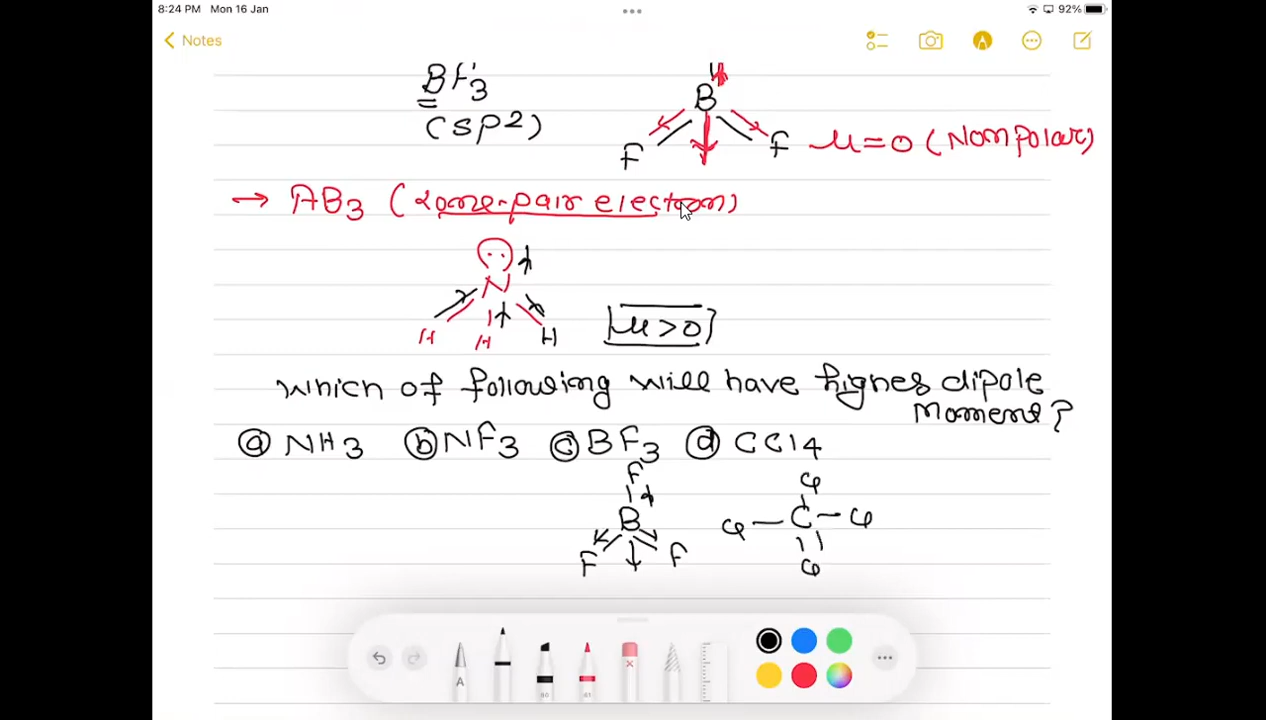 8:24 PM Mon 16 Jan
92%
Notes
BF3
(SP2)
B
F F
μ=0 (Nonpolar)
→ AB3 (Lone-pair electron)
N
H H H
μ>0
which of following will have highes dipole
Moment?
ⓐ NH3 ⓑ NF3 ⓒ BF3 ⓓ CCl4
F
B
F F
Cl
Cl C Cl
Cl
A